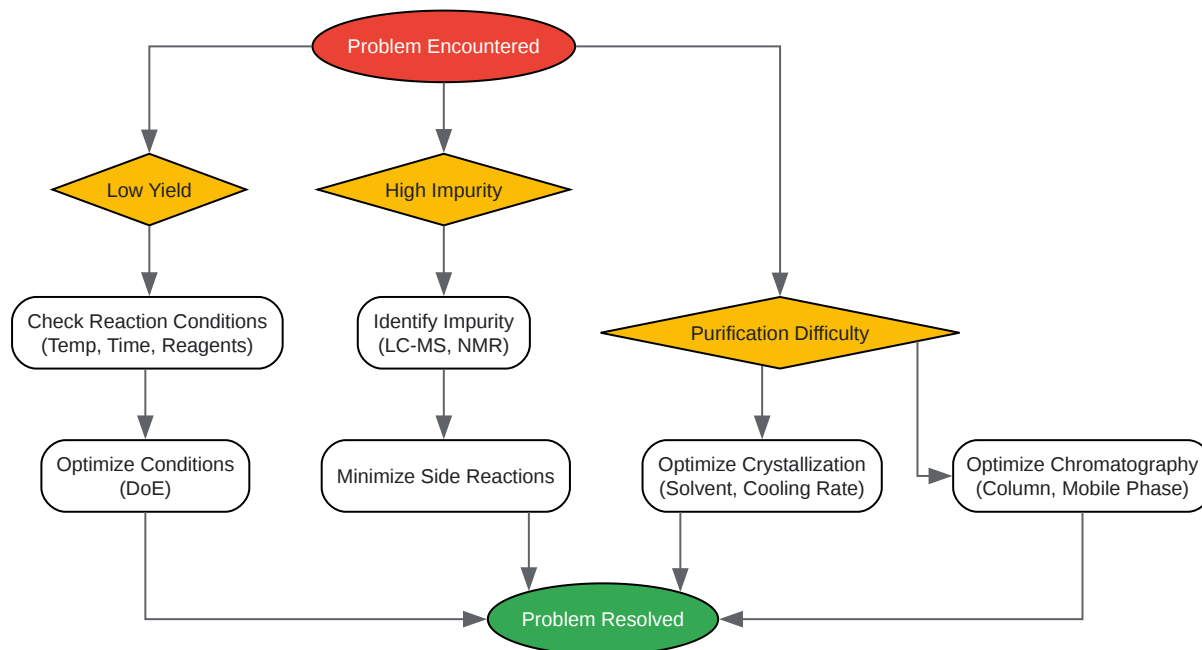 Problem Encountered
Low Yield
High Impurity
Check Reaction Conditions
(Temp, Time, Reagents)
Identify Impurity
(LC-MS, NMR)
Purification Difficulty
Optimize Conditions
(DoE)
Minimize Side Reactions
Optimize Crystallization
(Solvent, Cooling Rate)
Optimize Chromatography
(Column, Mobile Phase)
Problem Resolved